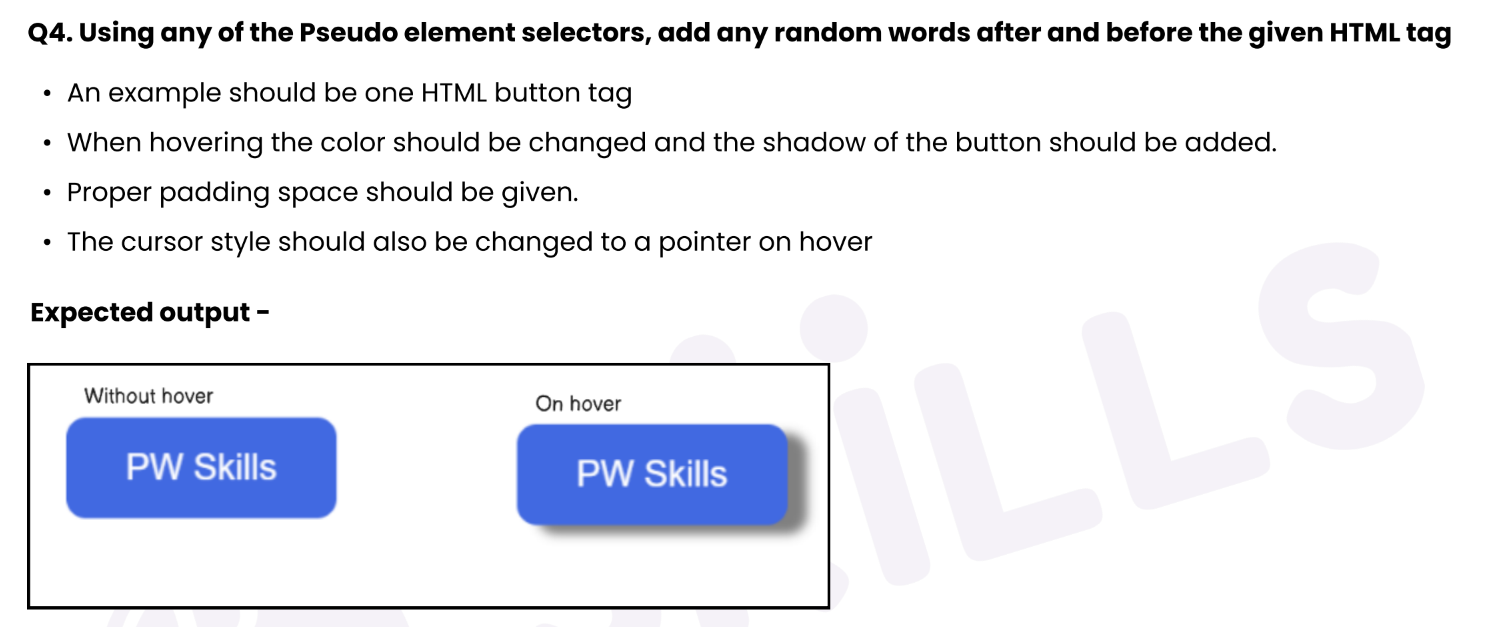 Q4. Using any of the Pseudo element selectors, add any random words after and before the given HTML tag
• An example should be one HTML button tag
• When hovering the color should be changed and the shadow of the button should be added.
• Proper padding space should be given.
• The cursor style should also be changed to a pointer on hover
Expected output -
Without hover
On hover
PW Skills
PW Skills
SKiLLS